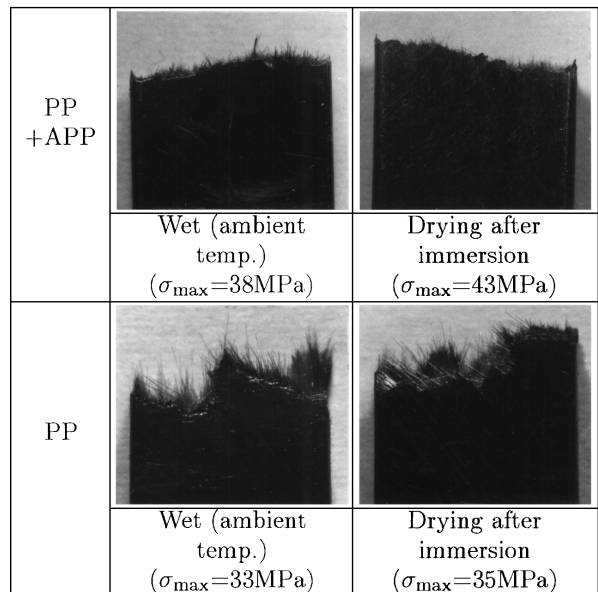 PP
+APP
Wet (ambient
temp.)
(σmax=38MPa)
Drying after
immersion
(σmax=43MPa)
PP
Wet (ambient
temp.)
(σmax=33MPa)
Drying after
immersion
(σmax=35MPa)